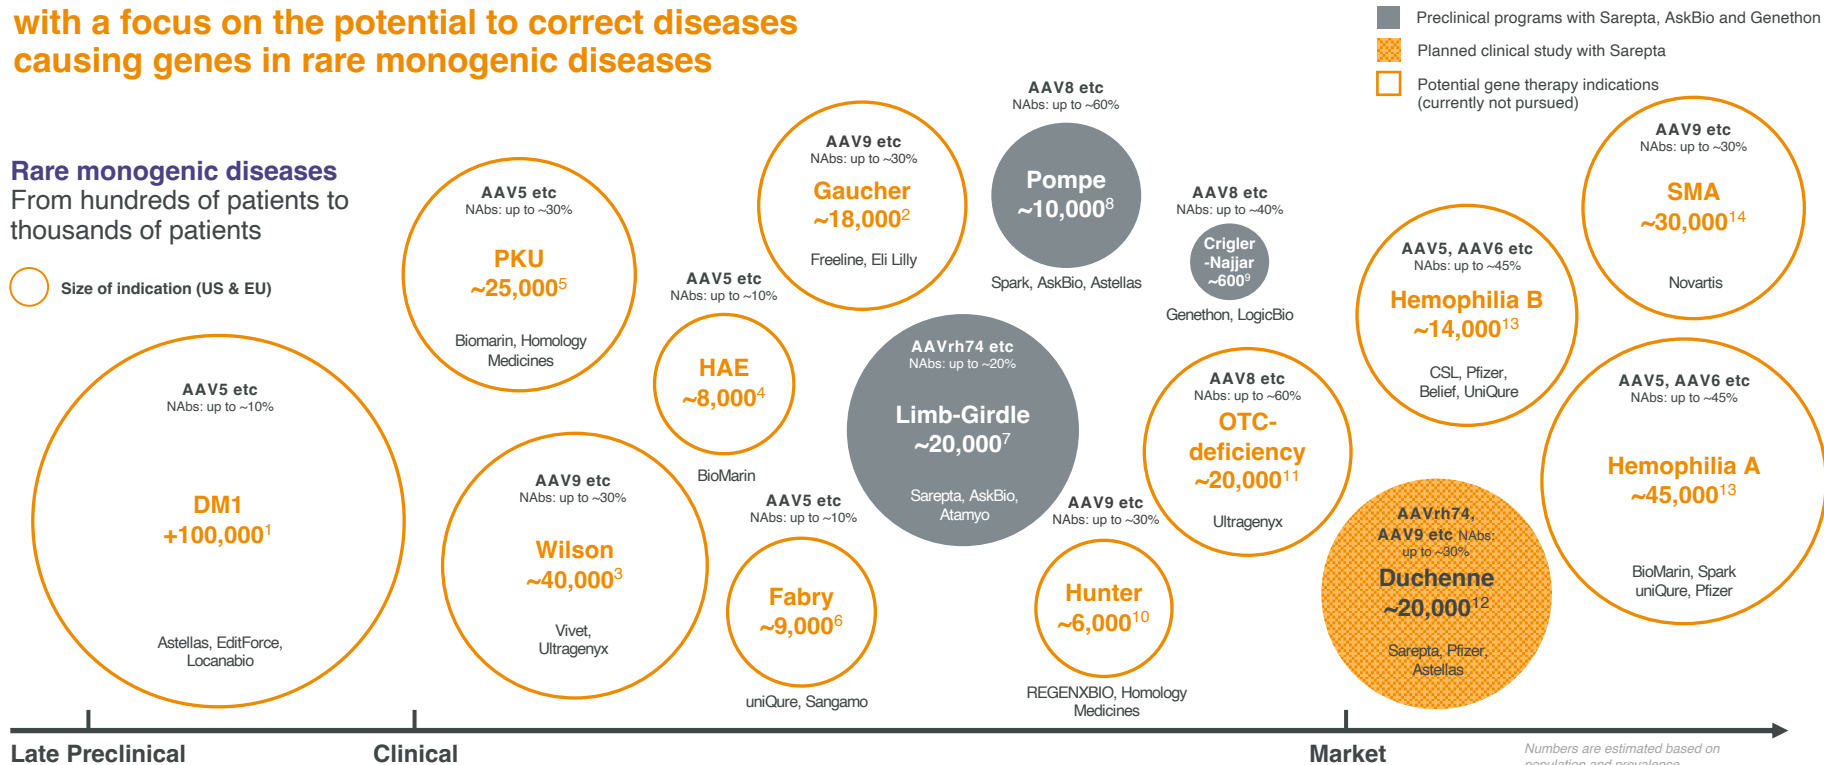 with a focus on the potential to correct diseases
causing genes in rare monogenic diseases
Preclinical programs with Sarepta, AskBio and Genethon
Planned clinical study with Sarepta
Potential gene therapy indications
(currently not pursued)
Rare monogenic diseases
From hundreds of patients to
thousands of patients
Size of indication (US & EU)
AAV5 etc
NAbs: up to ~10%
DM1
+100,000¹
Astellas, EditForce,
Locanabio
AAV5 etc
NAbs: up to ~30%
PKU
~25,000⁵
Biomarin, Homology
Medicines
AAV9 etc
NAbs: up to ~30%
Wilson
~40,000³
Vivet,
Ultragenyx
AAV5 etc
NAbs: up to ~10%
HAE
~8,000⁴
BioMarin
AAV5 etc
NAbs: up to ~10%
Fabry
~9,000⁶
uniQure, Sangamo
AAV9 etc
NAbs: up to ~30%
Gaucher
~18,000²
Freeline, Eli Lilly
AAVrh74 etc
NAbs: up to ~20%
Limb-Girdle
~20,000⁷
Sarepta, AskBio,
Atamyo
AAV8 etc
NAbs: up to ~60%
Pompe
~10,000⁸
Spark, AskBio, Astellas
AAV9 etc
NAbs: up to ~30%
Hunter
~6,000¹⁰
REGENXBIO, Homology
Medicines
AAV8 etc
NAbs: up to ~40%
Crigler
-Najjar
~600⁹
Genethon, LogicBio
AAV8 etc
NAbs: up to ~60%
OTC-
deficiency
~20,000¹¹
Ultragenyx
AAV5, AAV6 etc
NAbs: up to ~45%
Hemophilia B
~14,000¹³
CSL, Pfizer,
Belief, UniQure
AAVrh74,
AAV9 etc NAbs:
up to ~30%
Duchenne
~20,000¹²
Sarepta, Pfizer,
Astellas
AAV9 etc
NAbs: up to ~30%
SMA
~30,000¹⁴
Novartis
AAV5, AAV6 etc
NAbs: up to ~45%
Hemophilia A
~45,000¹³
BioMarin, Spark
uniQure, Pfizer
Late Preclinical
Clinical
Market
Numbers are estimated based on
population and prevalence